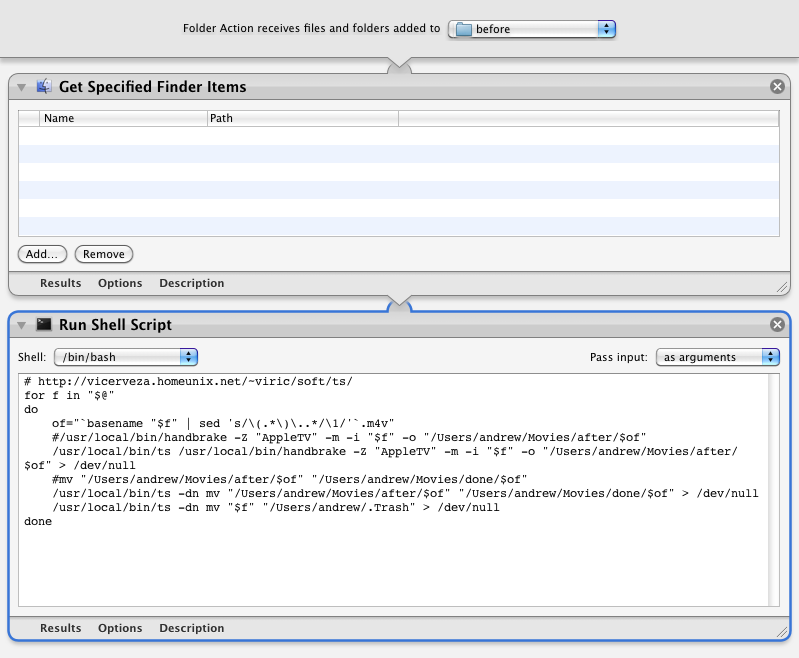 Folder Action receives files and folders added to before
Get Specified Finder Items
Name Path
Add... Remove
Results Options Description
Run Shell Script
Shell: /bin/bash Pass input: as arguments
# http://vicerveza.homeunix.net/~viric/soft/ts/
for f in "$@"
do
    of="`basename "$f" | sed 's/\(.*\)\..*/\1/'`.m4v"
    #/usr/local/bin/handbrake -Z "AppleTV" -m -i "$f" -o "/Users/andrew/Movies/after/$of"
    /usr/local/bin/ts /usr/local/bin/handbrake -Z "AppleTV" -m -i "$f" -o "/Users/andrew/Movies/after/
$of" > /dev/null
    #mv "/Users/andrew/Movies/after/$of" "/Users/andrew/Movies/done/$of"
    /usr/local/bin/ts -dn mv "/Users/andrew/Movies/after/$of" "/Users/andrew/Movies/done/$of" > /dev/null
    /usr/local/bin/ts -dn mv "$f" "/Users/andrew/.Trash" > /dev/null
done
Results Options Description